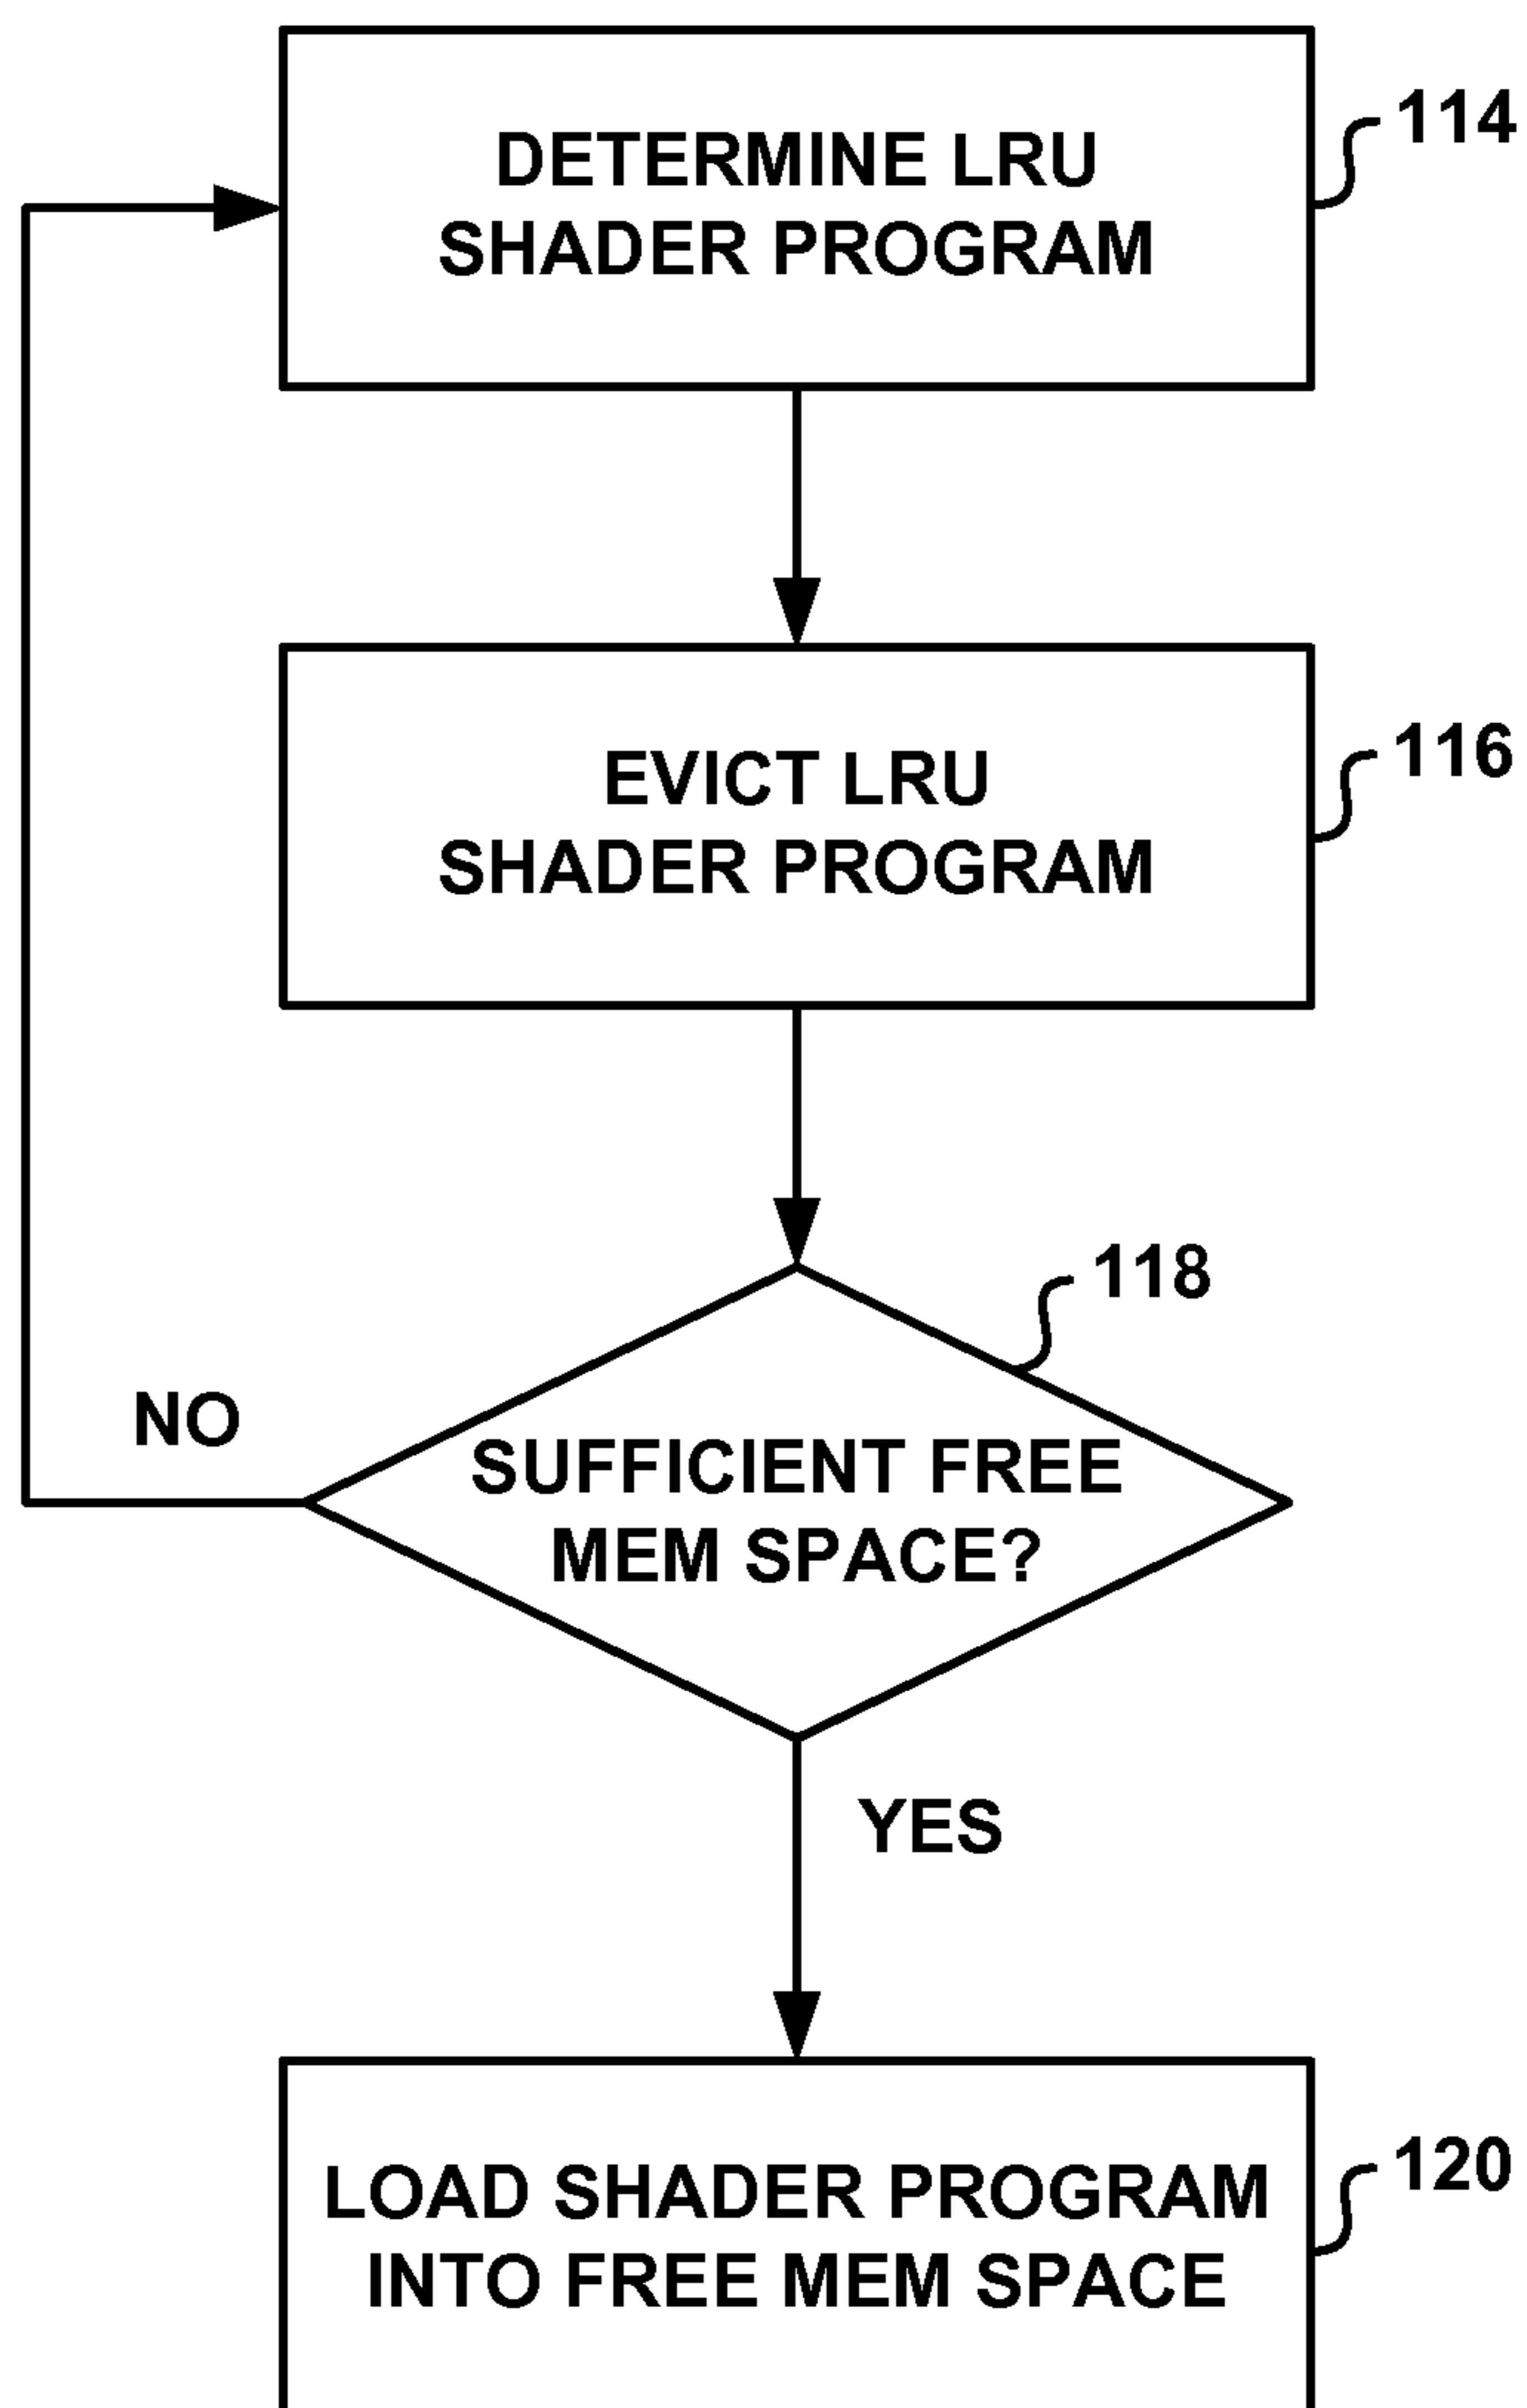 114
DETERMINE LRU
SHADER PROGRAM
116
EVICT LRU
SHADER PROGRAM
118
NO
SUFFICIENT FREE
MEM SPACE?
YES
120
LOAD SHADER PROGRAM
INTO FREE MEM SPACE